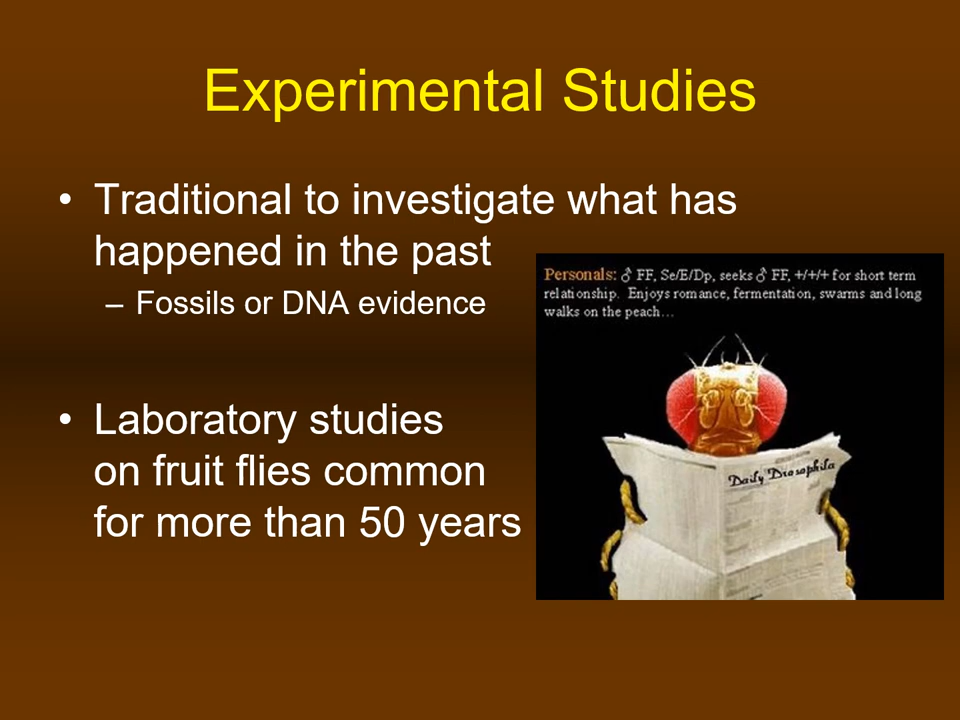 Experimental Studies
• Traditional to investigate what has
happened in the past
– Fossils or DNA evidence
• Laboratory studies
on fruit flies common
for more than 50 years
Personals: ♂ FF, Se/E/Dp, seeks ♂ FF, +/+/+ for short term
relationship. Enjoys romance, fermentation, swarms and long
walks on the peach…
Daily Drosophila